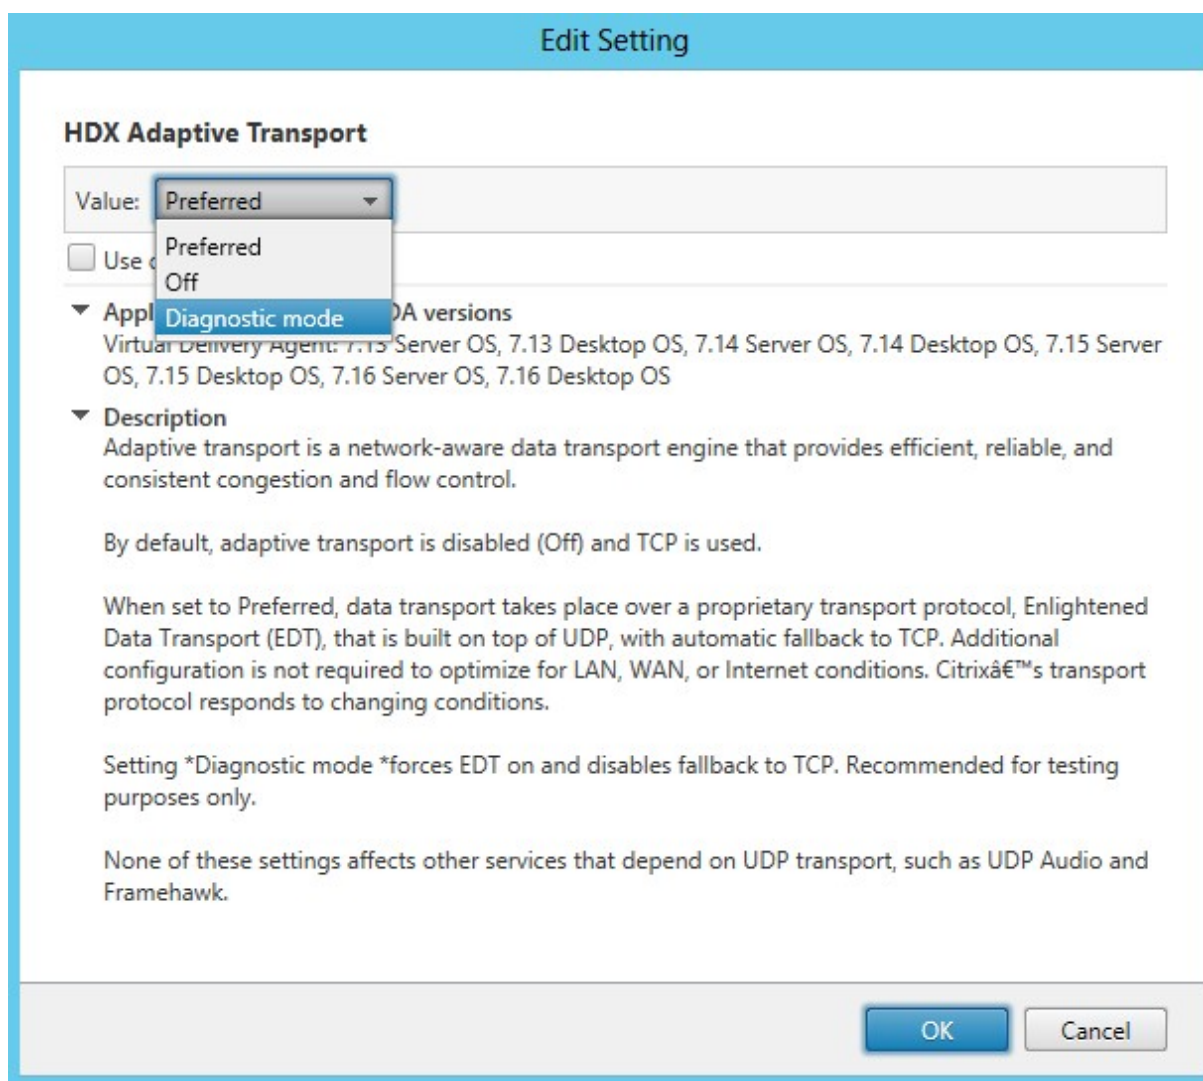 Edit Setting
HDX Adaptive Transport
Value: Preferred
Preferred
Use
Off
Diagnostic mode
Appl DA versions
Virtual Delivery Agent: 7.13 Server OS, 7.13 Desktop OS, 7.14 Server OS, 7.14 Desktop OS, 7.15 Server
OS, 7.15 Desktop OS, 7.16 Server OS, 7.16 Desktop OS
Description
Adaptive transport is a network-aware data transport engine that provides efficient, reliable, and
consistent congestion and flow control.
By default, adaptive transport is disabled (Off) and TCP is used.
When set to Preferred, data transport takes place over a proprietary transport protocol, Enlightened
Data Transport (EDT), that is built on top of UDP, with automatic fallback to TCP. Additional
configuration is not required to optimize for LAN, WAN, or Internet conditions. Citrixâ€™s transport
protocol responds to changing conditions.
Setting *Diagnostic mode *forces EDT on and disables fallback to TCP. Recommended for testing
purposes only.
None of these settings affects other services that depend on UDP transport, such as UDP Audio and
Framehawk.
OK Cancel